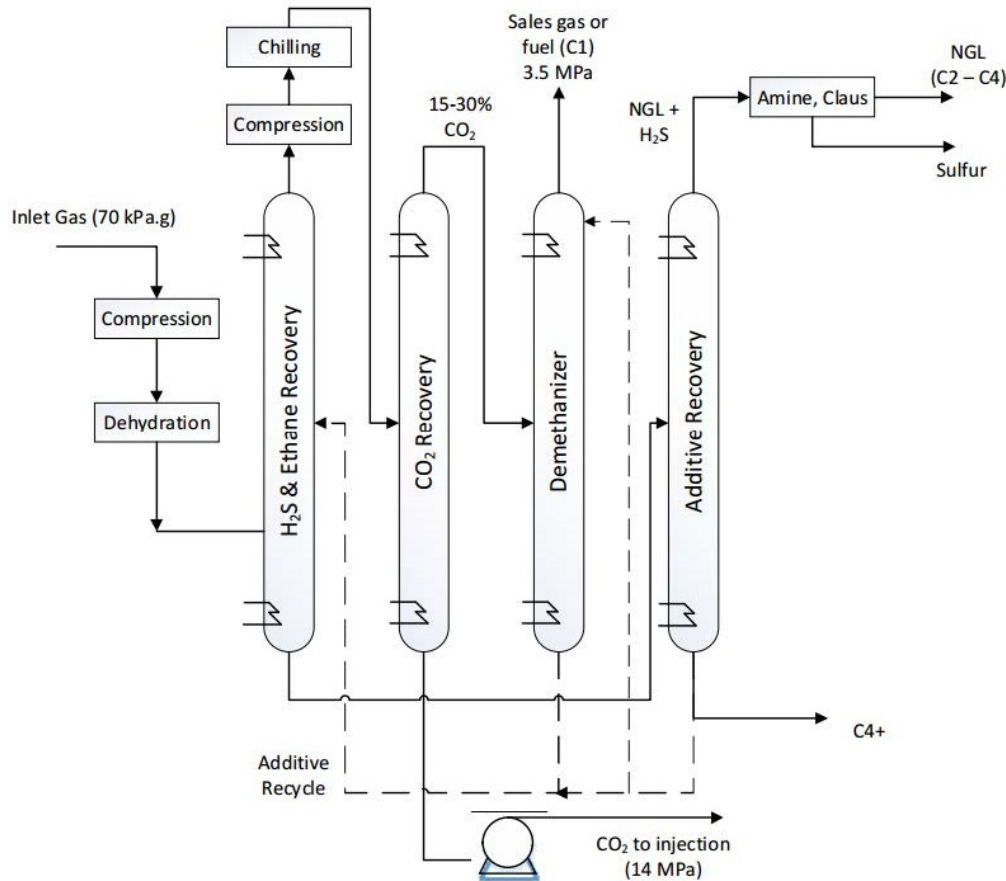 Chilling
Compression
Sales gas or
fuel (C1)
3.5 MPa
15-30%
CO₂
NGL +
H₂S
Amine, Claus
NGL
(C2 – C4)
Sulfur
Inlet Gas (70 kPa.g)
Compression
Dehydration
H₂S & Ethane Recovery
CO₂ Recovery
Demethanizer
Additive Recovery
Additive
Recycle
C4+
CO₂ to injection
(14 MPa)